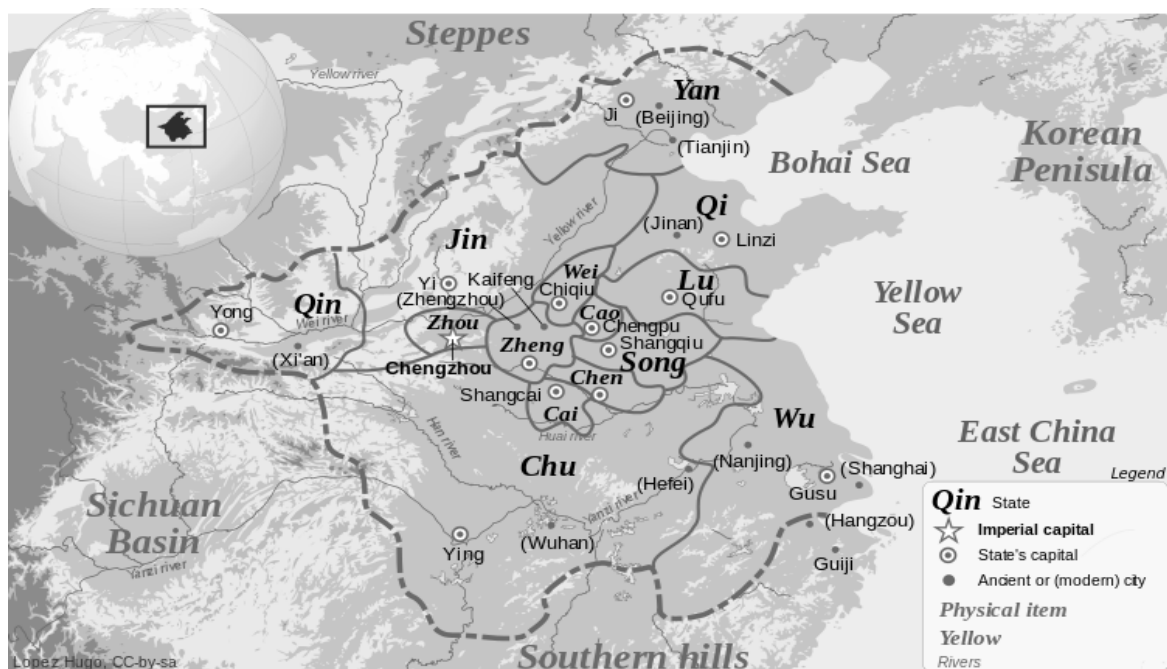 Steppes
Yellow river
Yan
Ji
(Beijing)
(Tianjin)
Korean
Penisula
Bohai Sea
Yellow river
Qi
(Jinan)
Linzi
Jin
Yi
Kaifeng
(Zhengzhou)
Wei
Chiqiu
Lu
Qufu
Yellow
Sea
Qin
Yong
Wei river
(Xi'an)
Zhou
Chengzhou
Cao
Chengpu
Shangqiu
Zheng
Song
Shangcai
Chen
Cai
Huai river
Han river
Wu
Chu
(Nanjing)
(Hefei)
Gusu
(Shanghai)
East China
Sea
Sichuan
Basin
Yanzi river
Ying
(Wuhan)
Yanzi river
(Hangzou)
Guiji
Southern hills
Legend
Qin State
Imperial capital
State's capital
Ancient or (modern) city
Physical item
Yellow
Rivers
Lopez Hugo, CC-by-sa